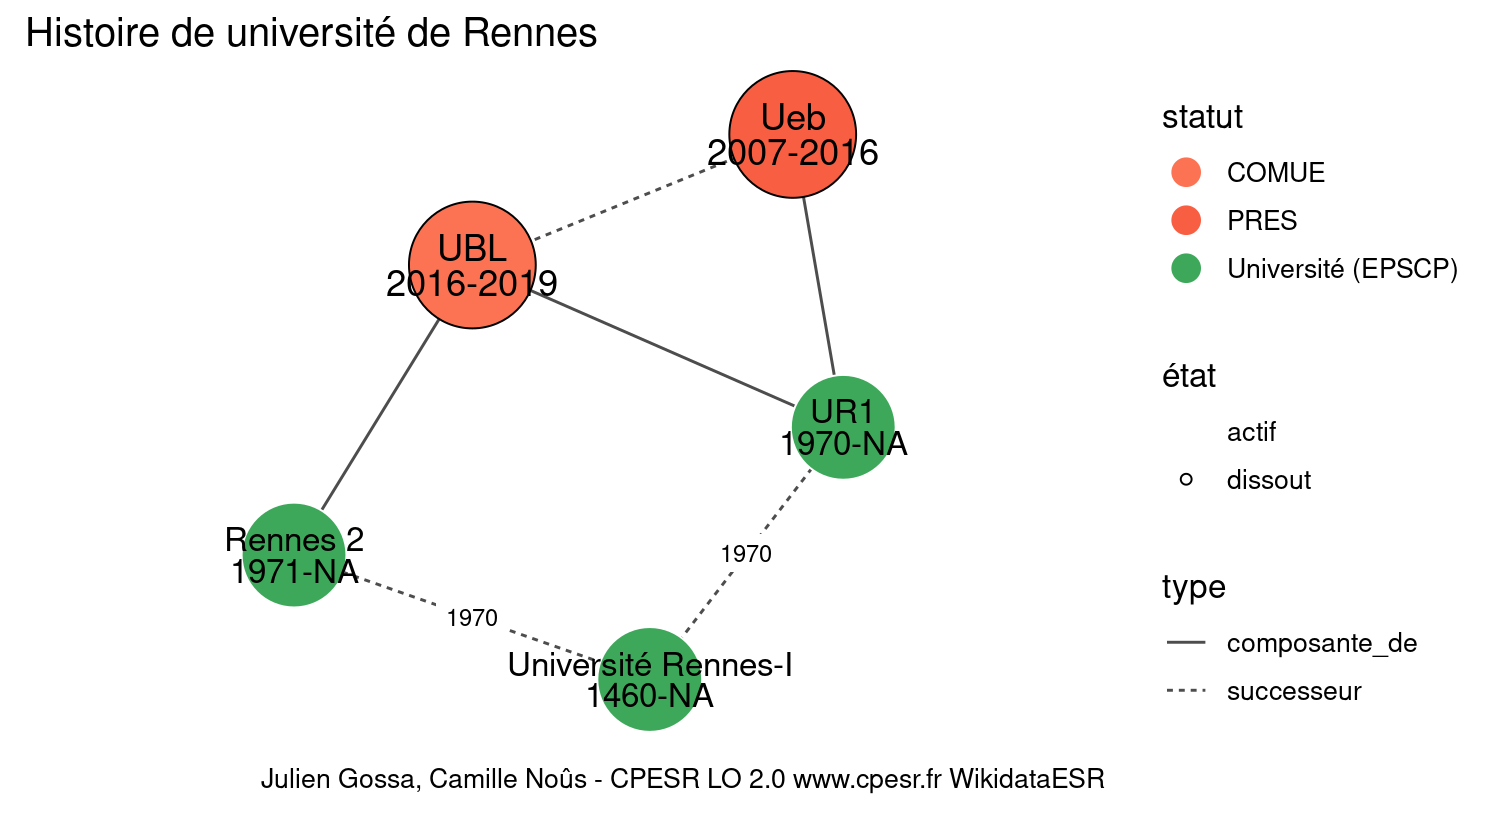 Histoire de université de Rennes
Ueb
2007-2016
UBL
2016-2019
UR1
1970-NA
Rennes 2
1971-NA
1970
1970
Université Rennes-I
1460-NA
statut
COMUE
PRES
Université (EPSCP)
état
actif
dissout
type
composante_de
successeur
Julien Gossa, Camille Noûs - CPESR LO 2.0 www.cpesr.fr WikidataESR